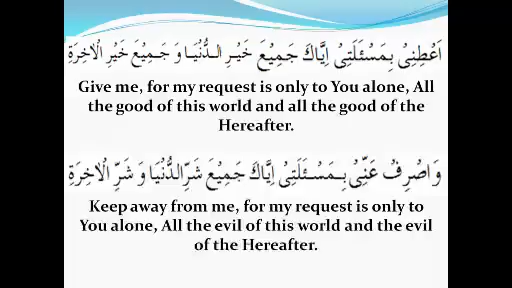 اَعْطِنِیْ بِمَسْئَلَتِیْ اِیَّاكَ جَمِیْعَ خَیْرِ الدُّنْیَا وَ جَمِیْعَ خَیْرِ الْاٰخِرَةِ
Give me, for my request is only to You alone, All
the good of this world and all the good of the
Hereafter.
وَ اصْرِفْ عَنِّیْ بِمَسْئَلَتِیْ اِیَّاكَ جَمِیْعَ شَرِّ الدُّنْیَا وَ شَرِّ الْاٰخِرَةِ
Keep away from me, for my request is only to
You alone, All the evil of this world and the evil
of the Hereafter.